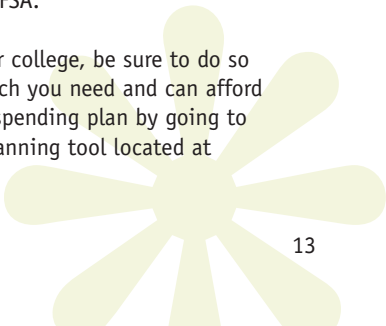 FSA.
r college, be sure to do so
ch you need and can afford
spending plan by going to
anning tool located at
13